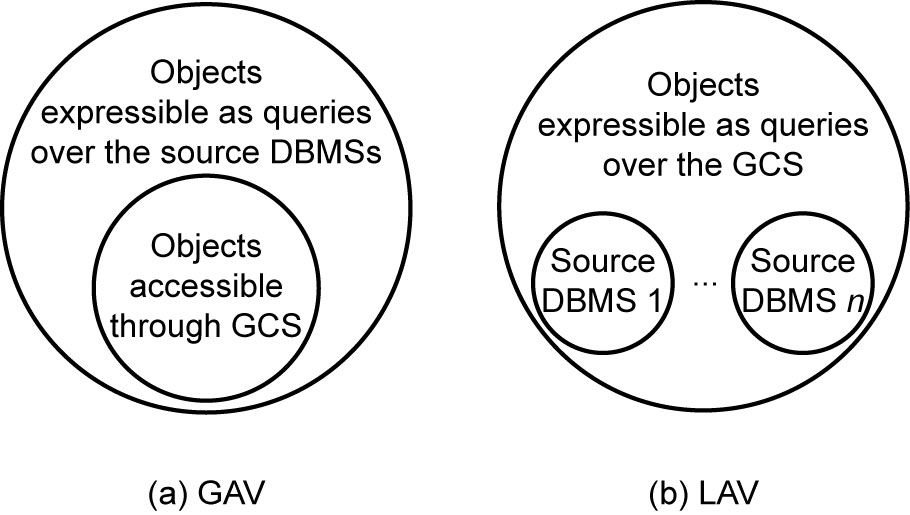 Objects
expressible as queries
over the source DBMSs
Objects
accessible
through GCS
(a) GAV
Objects
expressible as queries
over the GCS
Source
DBMS 1
...
Source
DBMS n
(b) LAV